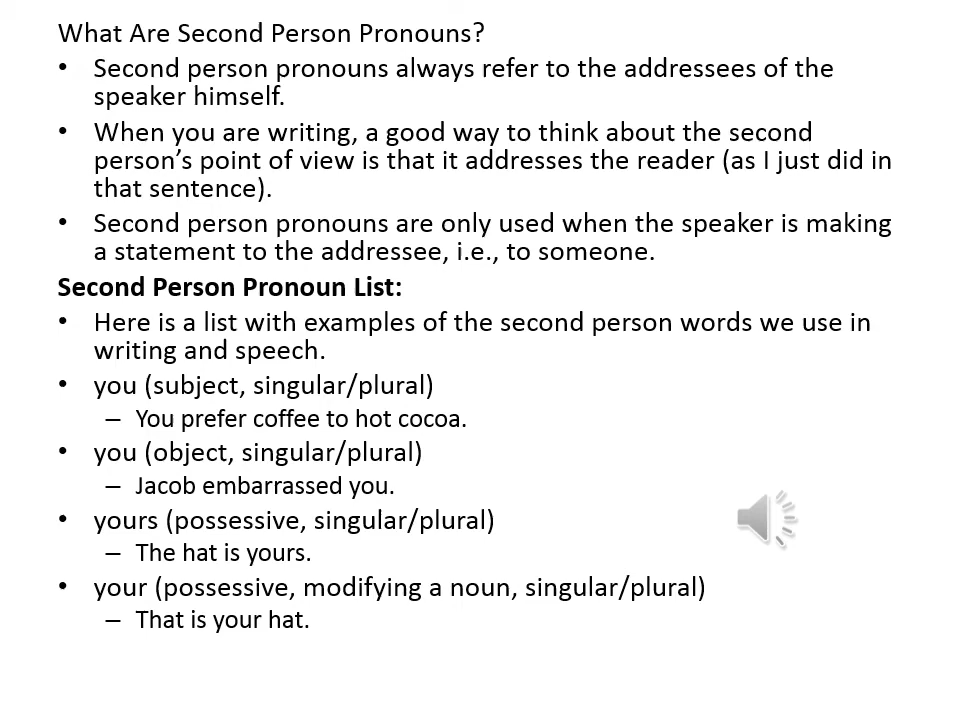 What Are Second Person Pronouns?
• Second person pronouns always refer to the addressees of the
speaker himself.
• When you are writing, a good way to think about the second
person’s point of view is that it addresses the reader (as I just did in
that sentence).
• Second person pronouns are only used when the speaker is making
a statement to the addressee, i.e., to someone.
Second Person Pronoun List:
• Here is a list with examples of the second person words we use in
writing and speech.
• you (subject, singular/plural)
– You prefer coffee to hot cocoa.
• you (object, singular/plural)
– Jacob embarrassed you.
• yours (possessive, singular/plural)
– The hat is yours.
• your (possessive, modifying a noun, singular/plural)
– That is your hat.